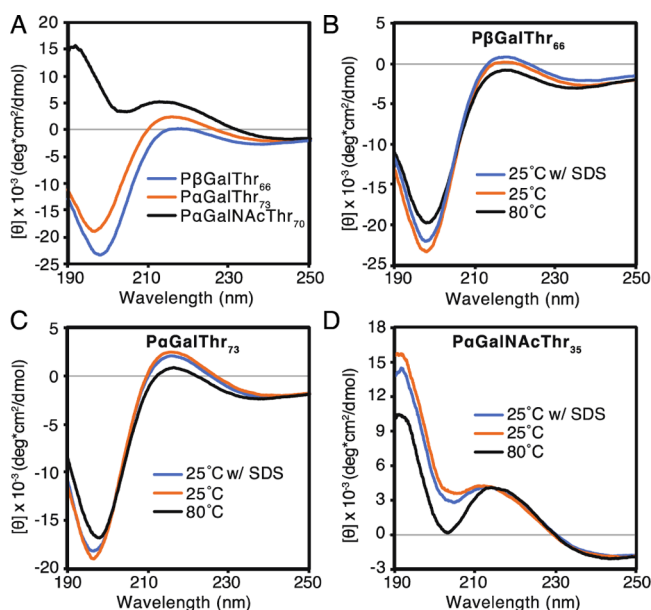 A
20
15
10
5
0
-5
-10
-15
-20
-25
PβGalThr66
PαGalThr73
PαGalNAcThr70
190 210 230 250
Wavelength (nm)
[θ] x 10-3 (deg*cm2/dmol)
B
PβGalThr66
5
0
-5
-10
-15
-20
-25
25˚C w/ SDS
25˚C
80˚C
190 210 230 250
Wavelength (nm)
[θ] x 10-3 (deg*cm2/dmol)
C
PαGalThr73
5
0
-5
-10
-15
-20
25˚C w/ SDS
25˚C
80˚C
190 210 230 250
Wavelength (nm)
[θ] x 10-3 (deg*cm2/dmol)
D
PαGalNAcThr35
18
15
12
9
6
3
0
-3
25˚C w/ SDS
25˚C
80˚C
190 210 230 250
Wavelength (nm)
[θ] x 10-3 (deg*cm2/dmol)